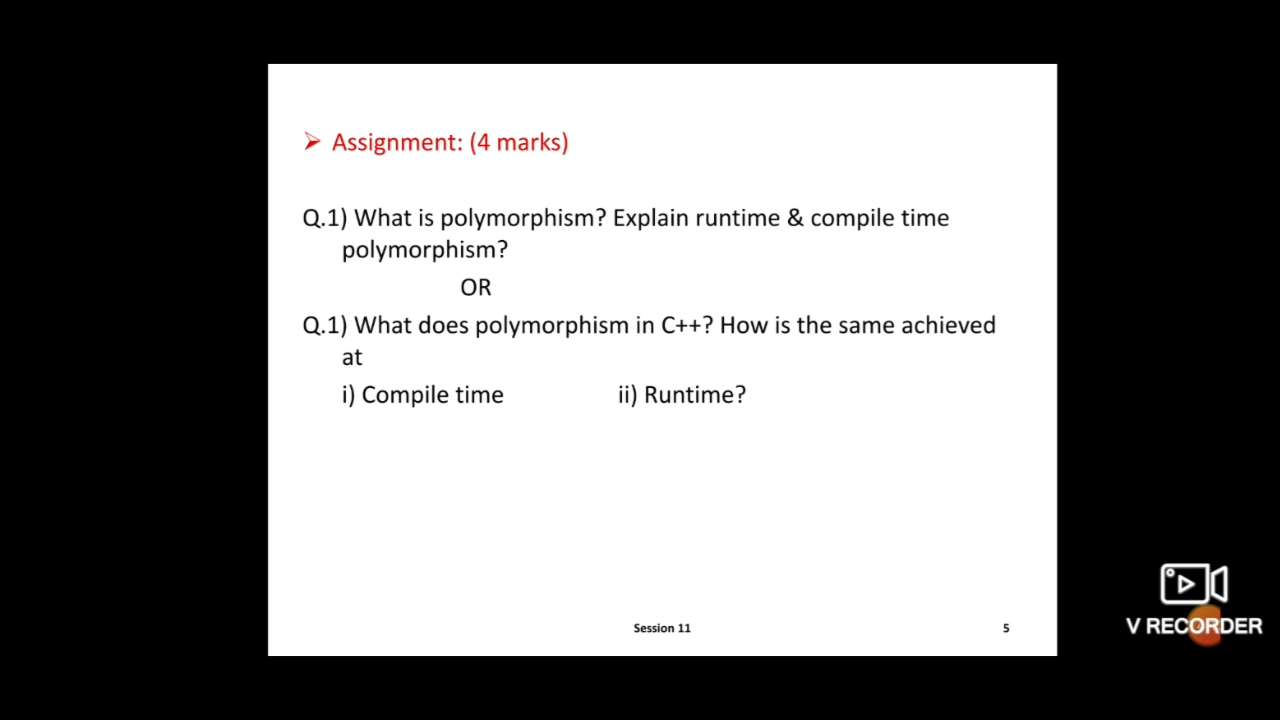 Assignment: (4 marks)
Q.1) What is polymorphism? Explain runtime & compile time
polymorphism?
OR
Q.1) What does polymorphism in C++? How is the same achieved
at
i) Compile time ii) Runtime?
Session 11 5
V RECORDER